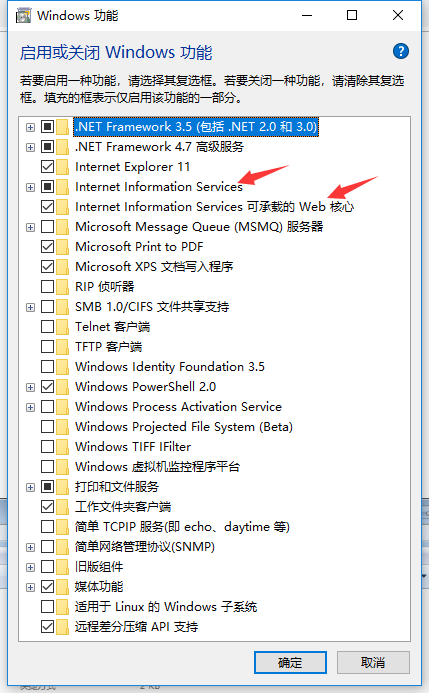 Windows 功能
启用或关闭 Windows 功能
若要启用一种功能，请选择其复选框。若要关闭一种功能，请清除其复选
框。填充的框表示仅启用该功能的一部分。
.NET Framework 3.5 (包括 .NET 2.0 和 3.0)
.NET Framework 4.7 高级服务
Internet Explorer 11
Internet Information Services
Internet Information Services 可承载的 Web 核心
Microsoft Message Queue (MSMQ) 服务器
Microsoft Print to PDF
Microsoft XPS 文档写入程序
RIP 侦听器
SMB 1.0/CIFS 文件共享支持
Telnet 客户端
TFTP 客户端
Windows Identity Foundation 3.5
Windows PowerShell 2.0
Windows Process Activation Service
Windows Projected File System (Beta)
Windows TIFF IFilter
Windows 虚拟机监控程序平台
打印和文件服务
工作文件夹客户端
简单 TCPIP 服务(即 echo、daytime 等)
简单网络管理协议(SNMP)
旧版组件
媒体功能
适用于 Linux 的 Windows 子系统
远程差分压缩 API 支持
确定
取消